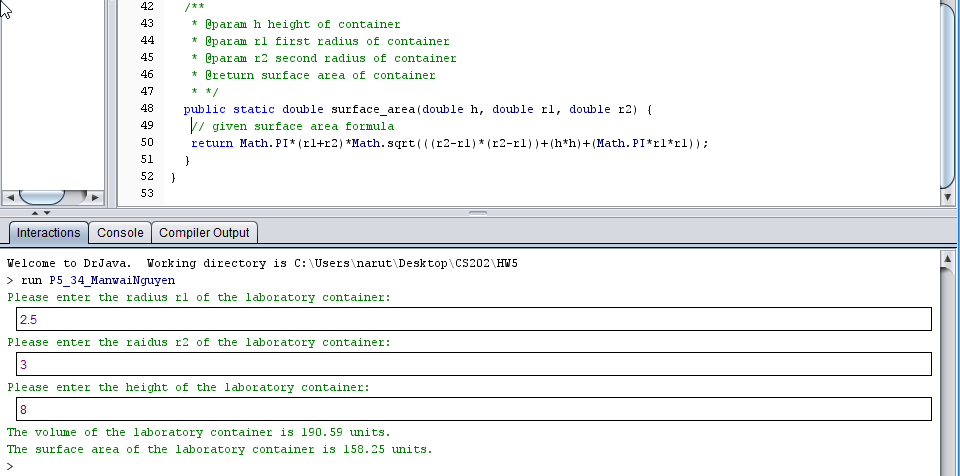 42 /**
43 * @param h height of container
44 * @param r1 first radius of container
45 * @param r2 second radius of container
46 * @return surface area of container
47 * */
48 public static double surface_area(double h, double r1, double r2) {
49 // given surface area formula
50 return Math.PI*(r1+r2)*Math.sqrt(((r2-r1)*(r2-r1))+(h*h)+(Math.PI*r1*r1));
51 }
52 }
53
Interactions Console Compiler Output
Welcome to DrJava. Working directory is C:\Users\narut\Desktop\CS202\HW5
> run P5_34_ManwaiNguyen
Please enter the radius r1 of the laboratory container:
2.5
Please enter the raidus r2 of the laboratory container:
3
Please enter the height of the laboratory container:
8
The volume of the laboratory container is 190.59 units.
The surface area of the laboratory container is 158.25 units.
>